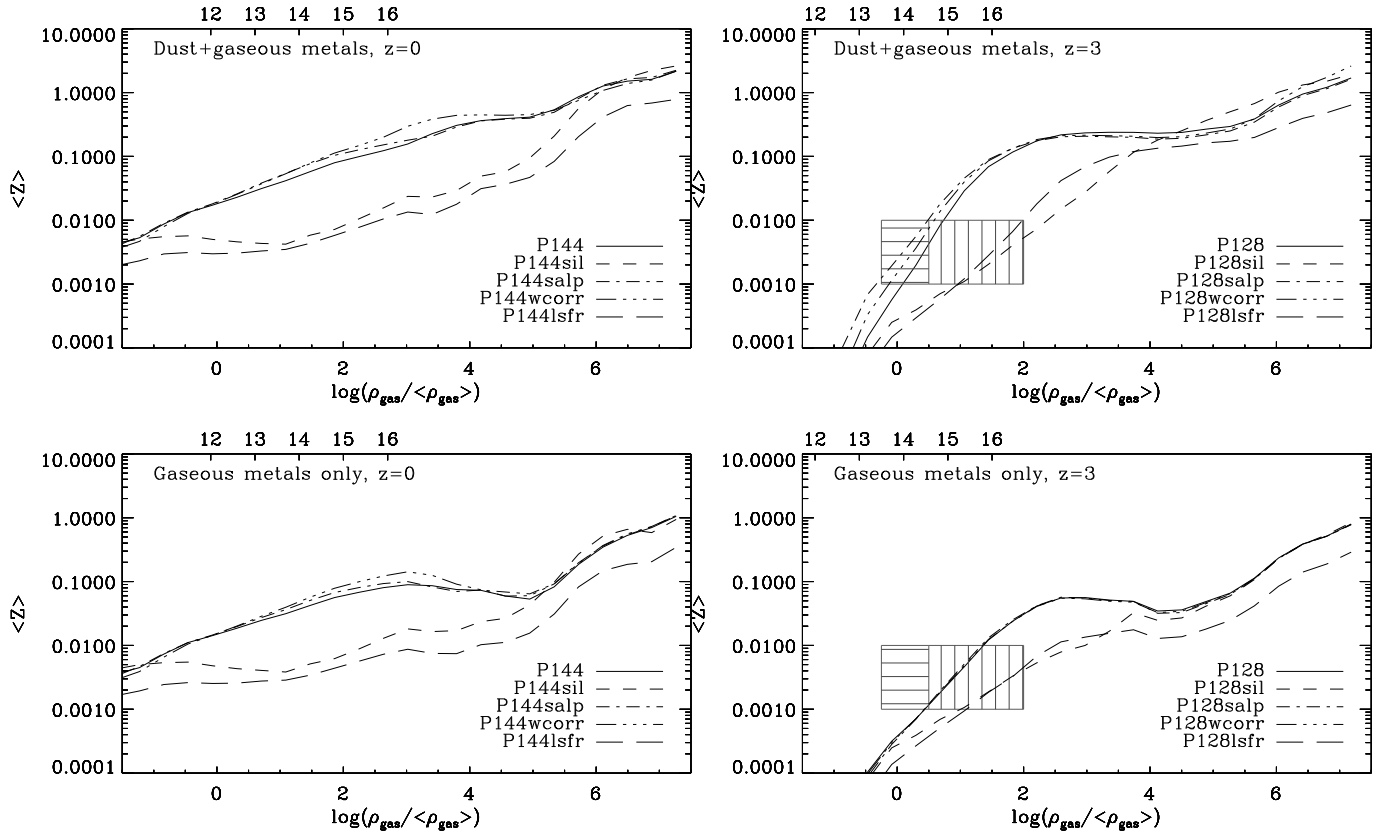 12 13 14 15 16
10.0000
1.0000
0.1000
0.0100
0.0010
0.0001
<Z>
Dust+gaseous metals, z=0
P144
P144sil
P144salp
P144wcorr
P144lsfr
0 2 4 6
log(ρgas/<ρgas>)
12 13 14 15 16
10.0000
1.0000
0.1000
0.0100
0.0010
0.0001
<Z>
Dust+gaseous metals, z=3
P128
P128sil
P128salp
P128wcorr
P128lsfr
0 2 4 6
log(ρgas/<ρgas>)
12 13 14 15 16
10.0000
1.0000
0.1000
0.0100
0.0010
0.0001
<Z>
Gaseous metals only, z=0
P144
P144sil
P144salp
P144wcorr
P144lsfr
0 2 4 6
log(ρgas/<ρgas>)
12 13 14 15 16
10.0000
1.0000
0.1000
0.0100
0.0010
0.0001
<Z>
Gaseous metals only, z=3
P128
P128sil
P128salp
P128wcorr
P128lsfr
0 2 4 6
log(ρgas/<ρgas>)